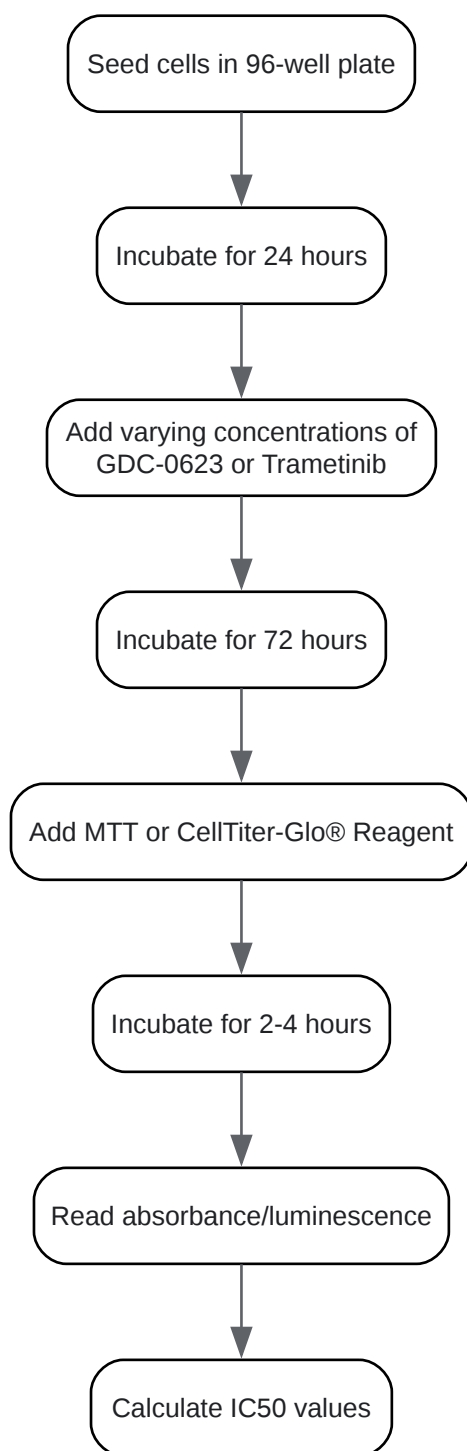 Seed cells in 96-well plate
Incubate for 24 hours
Add varying concentrations of
GDC-0623 or Trametinib
Incubate for 72 hours
Add MTT or CellTiter-Glo® Reagent
Incubate for 2-4 hours
Read absorbance/luminescence
Calculate IC50 values